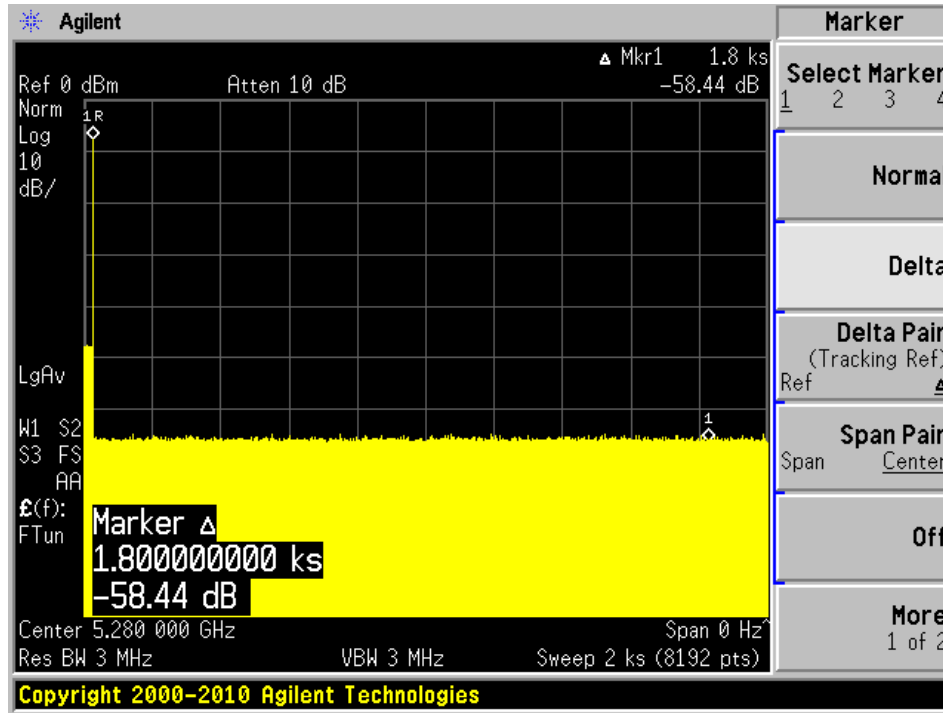 Agilent
Marker
Δ Mkr1 1.8 ks
Ref 0 dBm Atten 10 dB -58.44 dB
Norm
Log
10
dB/
1R
LgAv
W1 S2
S3 FS
AA
£(f):
FTun
1
Marker Δ
1.800000000 ks
-58.44 dB
Center 5.280 000 GHz Span 0 Hz^
Res BW 3 MHz VBW 3 MHz Sweep 2 ks (8192 pts)
Copyright 2000-2010 Agilent Technologies
Select Marker
1 2 3 4
Norma
Delta
Delta Pair
(Tracking Ref)
Ref Δ
Span Pair
Span Center
Off
More
1 of 2